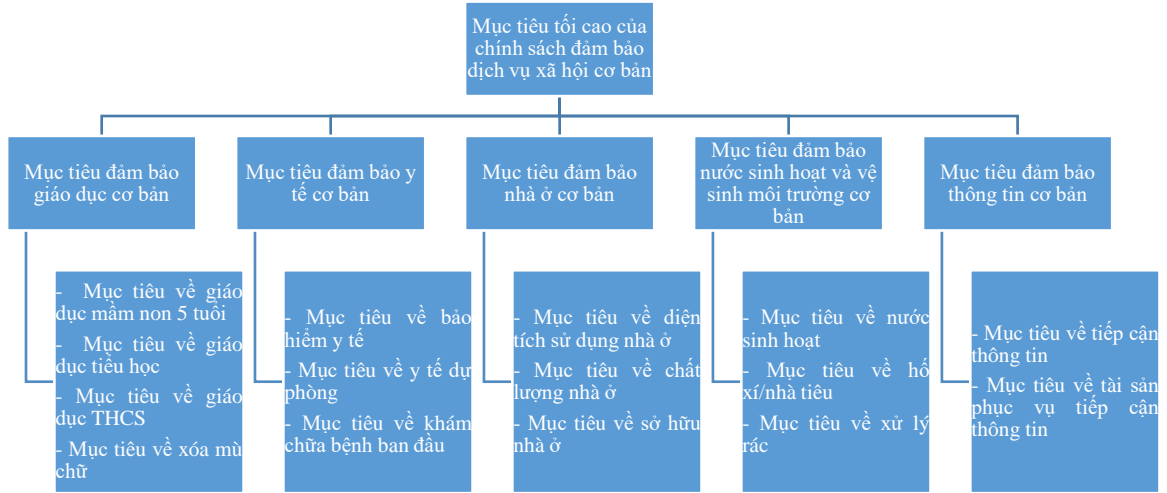 Mục tiêu tối cao của
chính sách đảm bảo
dịch vụ xã hội cơ bản
Mục tiêu đảm bảo
giáo dục cơ bản
Mục tiêu đảm bảo y
tế cơ bản
Mục tiêu đảm bảo
nhà ở cơ bản
Mục tiêu đảm bảo
nước sinh hoạt và vệ
sinh môi trường cơ
bản
Mục tiêu đảm bảo
thông tin cơ bản
- Mục tiêu về giáo
dục mầm non 5 tuổi
- Mục tiêu về giáo
dục tiểu học
- Mục tiêu về giáo
dục THCS
- Mục tiêu về xóa mù
chữ
- Mục tiêu về bảo
hiểm y tế
- Mục tiêu về y tế dự
phòng
- Mục tiêu về khám
chữa bệnh ban đầu
- Mục tiêu về diện
tích sử dụng nhà ở
- Mục tiêu về chất
lượng nhà ở
- Mục tiêu về sở hữu
nhà ở
- Mục tiêu về nước
sinh hoạt
- Mục tiêu về hố
xí/nhà tiêu
- Mục tiêu về xử lý
rác
- Mục tiêu về tiếp cận
thông tin
- Mục tiêu về tài sản
phục vụ tiếp cận
thông tin